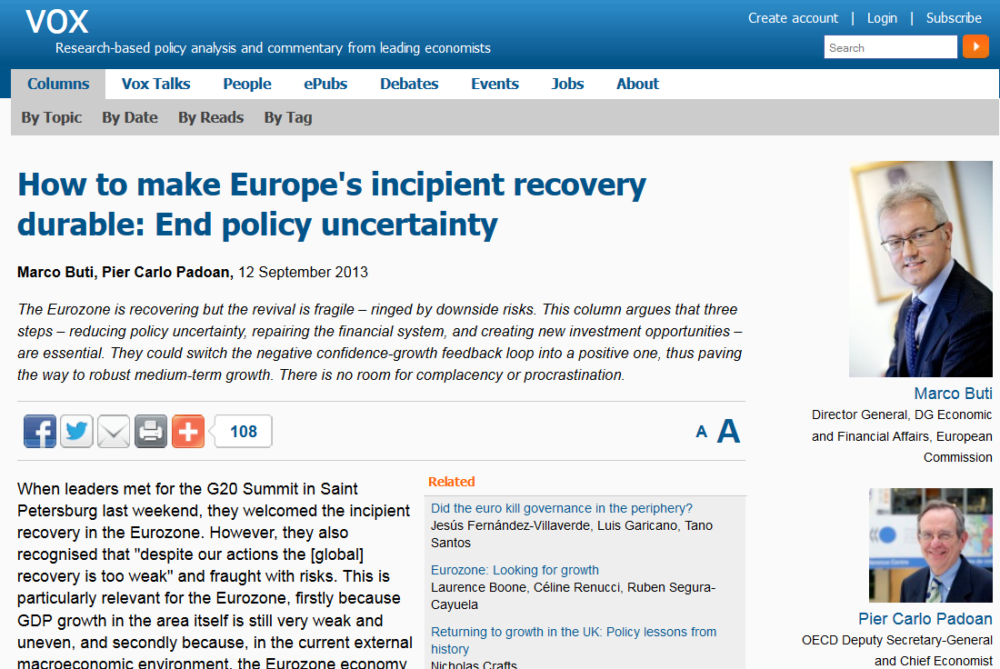 VOX
Research-based policy analysis and commentary from leading economists
Create account | Login | Subscribe
Search
Columns Vox Talks People ePubs Debates Events Jobs About
By Topic By Date By Reads By Tag
How to make Europe's incipient recovery
durable: End policy uncertainty
Marco Buti, Pier Carlo Padoan, 12 September 2013
The Eurozone is recovering but the revival is fragile – ringed by downside risks. This column argues that three
steps – reducing policy uncertainty, repairing the financial system, and creating new investment opportunities –
are essential. They could switch the negative confidence-growth feedback loop into a positive one, thus paving
the way to robust medium-term growth. There is no room for complacency or procrastination.
108
A A
When leaders met for the G20 Summit in Saint
Petersburg last weekend, they welcomed the incipient
recovery in the Eurozone. However, they also
recognised that "despite our actions the [global]
recovery is too weak" and fraught with risks. This is
particularly relevant for the Eurozone, firstly because
GDP growth in the area itself is still very weak and
uneven, and secondly because, in the current external
macroeconomic environment, the Eurozone economy
Related
Did the euro kill governance in the periphery?
Jesús Fernández-Villaverde, Luis Garicano, Tano
Santos
Eurozone: Looking for growth
Laurence Boone, Céline Renucci, Ruben Segura-
Cayuela
Returning to growth in the UK: Policy lessons from
history
Nicholas Crafts
Marco Buti
Director General, DG Economic
and Financial Affairs, European
Commission
Pier Carlo Padoan
OECD Deputy Secretary-General
and Chief Economist